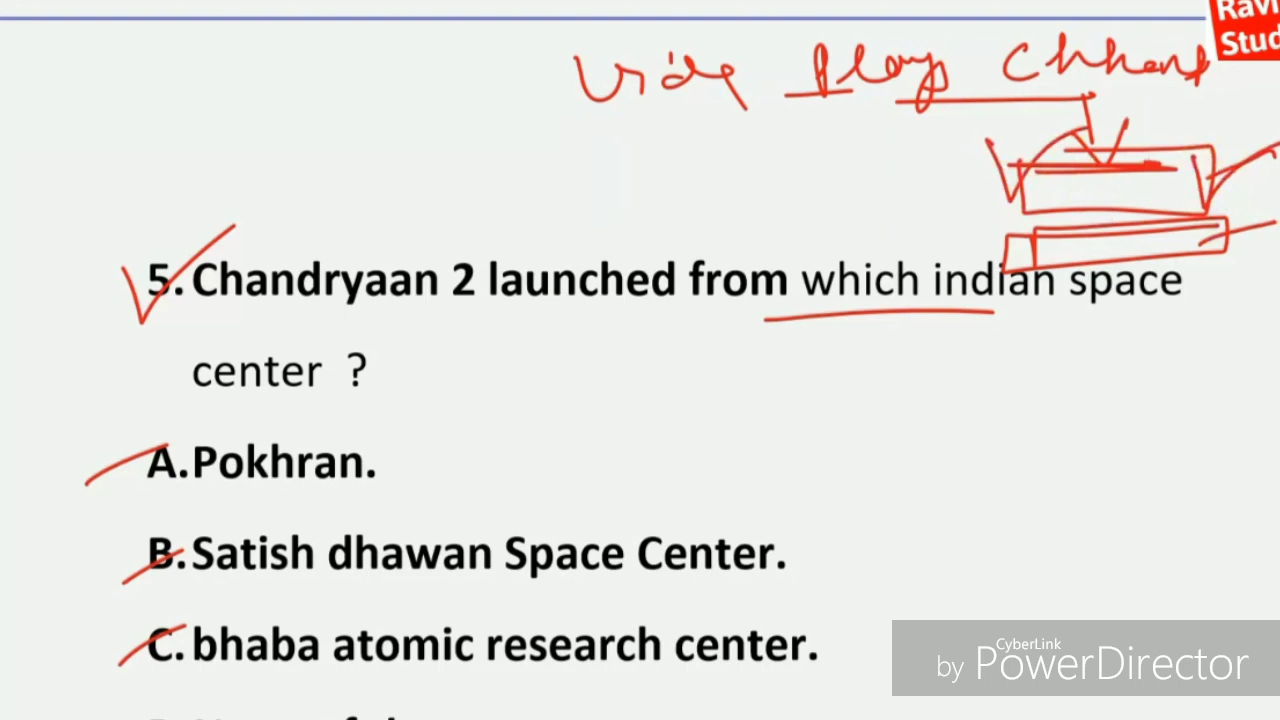 Ravi
Stud
5. Chandryaan 2 launched from which indian space
center ?
A. Pokhran.
B. Satish dhawan Space Center.
C. bhaba atomic research center.
CyberLink
by PowerDirector